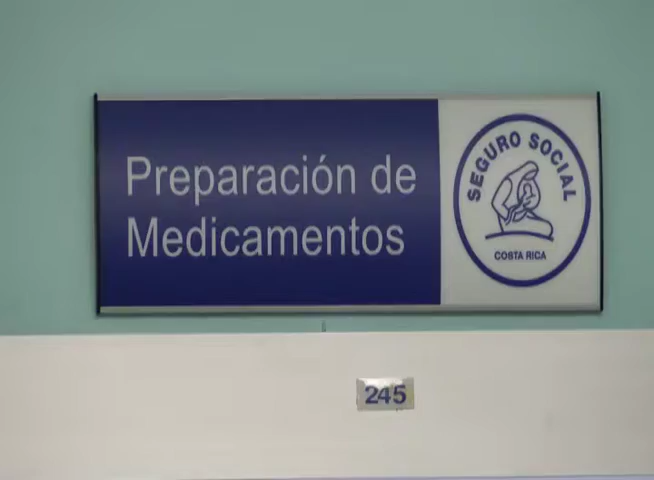 Preparación de
Medicamentos
SEGURO SOCIAL
COSTA RICA
245